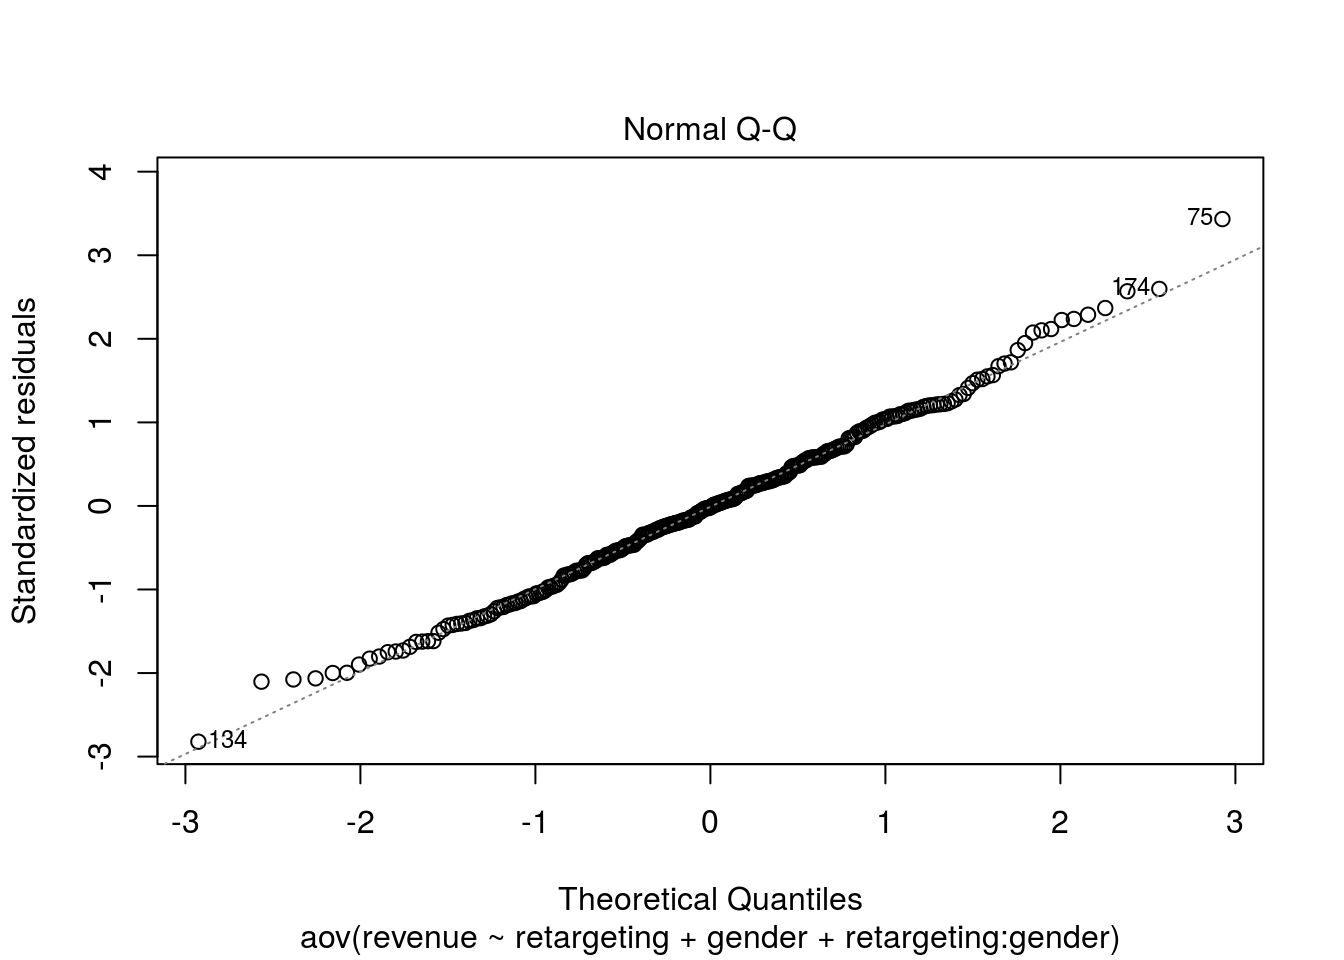 Normal Q-Q
4
3
2
1
0
-1
-2
-3
Standardized residuals
75
174
134
-3 -2 -1 0 1 2 3
Theoretical Quantiles
aov(revenue ~ retargeting + gender + retargeting:gender)